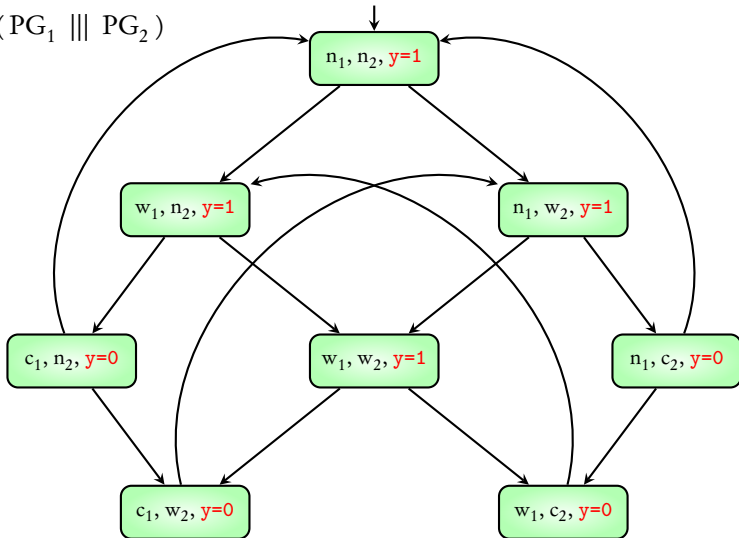 ( PG₁ ||| PG₂ )
n₁, n₂, y=1
w₁, n₂, y=1
n₁, w₂, y=1
c₁, n₂, y=0
w₁, w₂, y=1
n₁, c₂, y=0
c₁, w₂, y=0
w₁, c₂, y=0